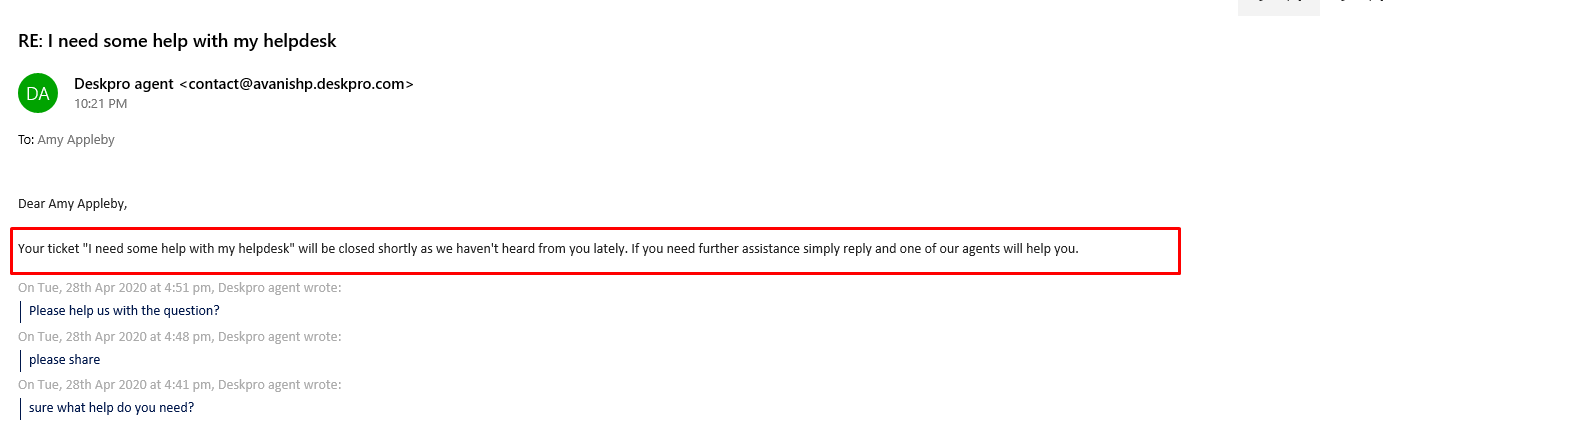 RE: I need some help with my helpdesk
DA
Deskpro agent <contact@avanishp.deskpro.com>
10:21 PM
To: Amy Appleby
Dear Amy Appleby,
Your ticket "I need some help with my helpdesk" will be closed shortly as we haven't heard from you lately. If you need further assistance simply reply and one of our agents will help you.
On Tue, 28th Apr 2020 at 4:51 pm, Deskpro agent wrote:
Please help us with the question?
On Tue, 28th Apr 2020 at 4:48 pm, Deskpro agent wrote:
please share
On Tue, 28th Apr 2020 at 4:41 pm, Deskpro agent wrote:
sure what help do you need?